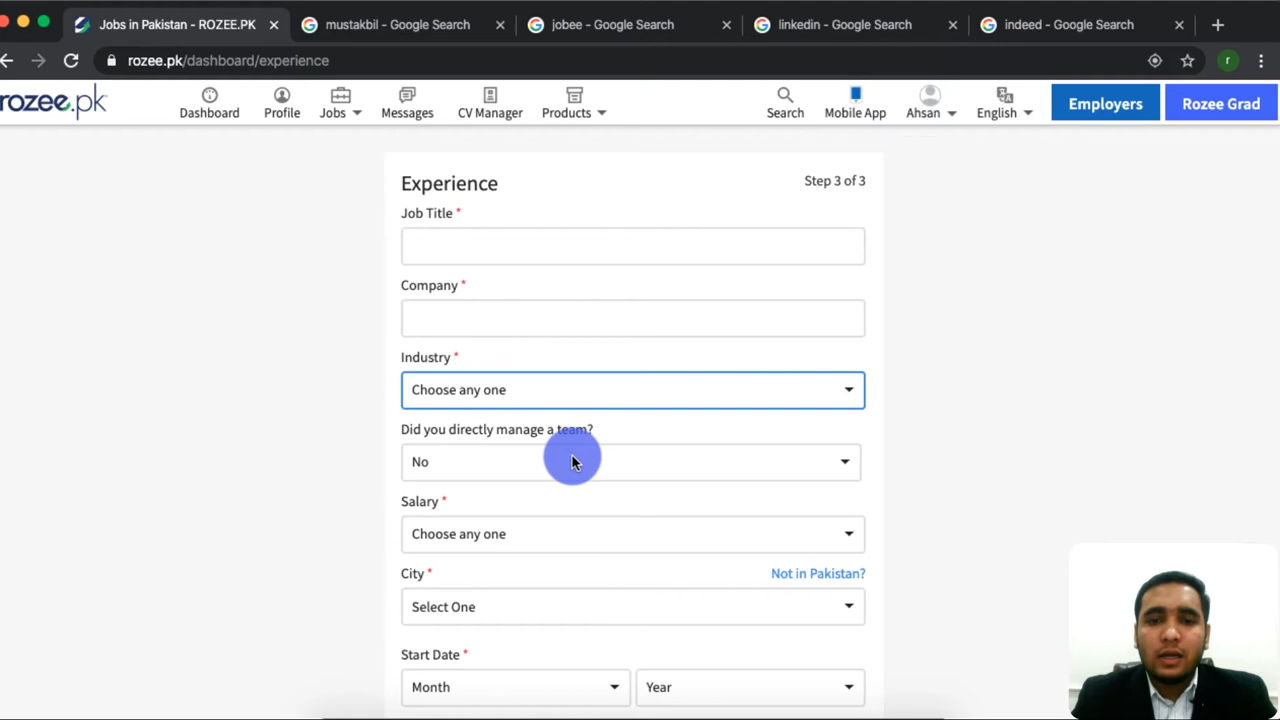 Jobs in Pakistan - ROZEE.PK
mustakbil - Google Search
jobee - Google Search
linkedin - Google Search
indeed - Google Search
rozee.pk/dashboard/experience
r
rozee.pk
Dashboard
Profile
Jobs
Messages
CV Manager
Products
Search
Mobile App
Ahsan
English
Employers
Rozee Grad
Experience
Step 3 of 3
Job Title *
Company *
Industry *
Choose any one
Did you directly manage a team?
No
Salary *
Choose any one
City *
Not in Pakistan?
Select One
Start Date *
Month
Year